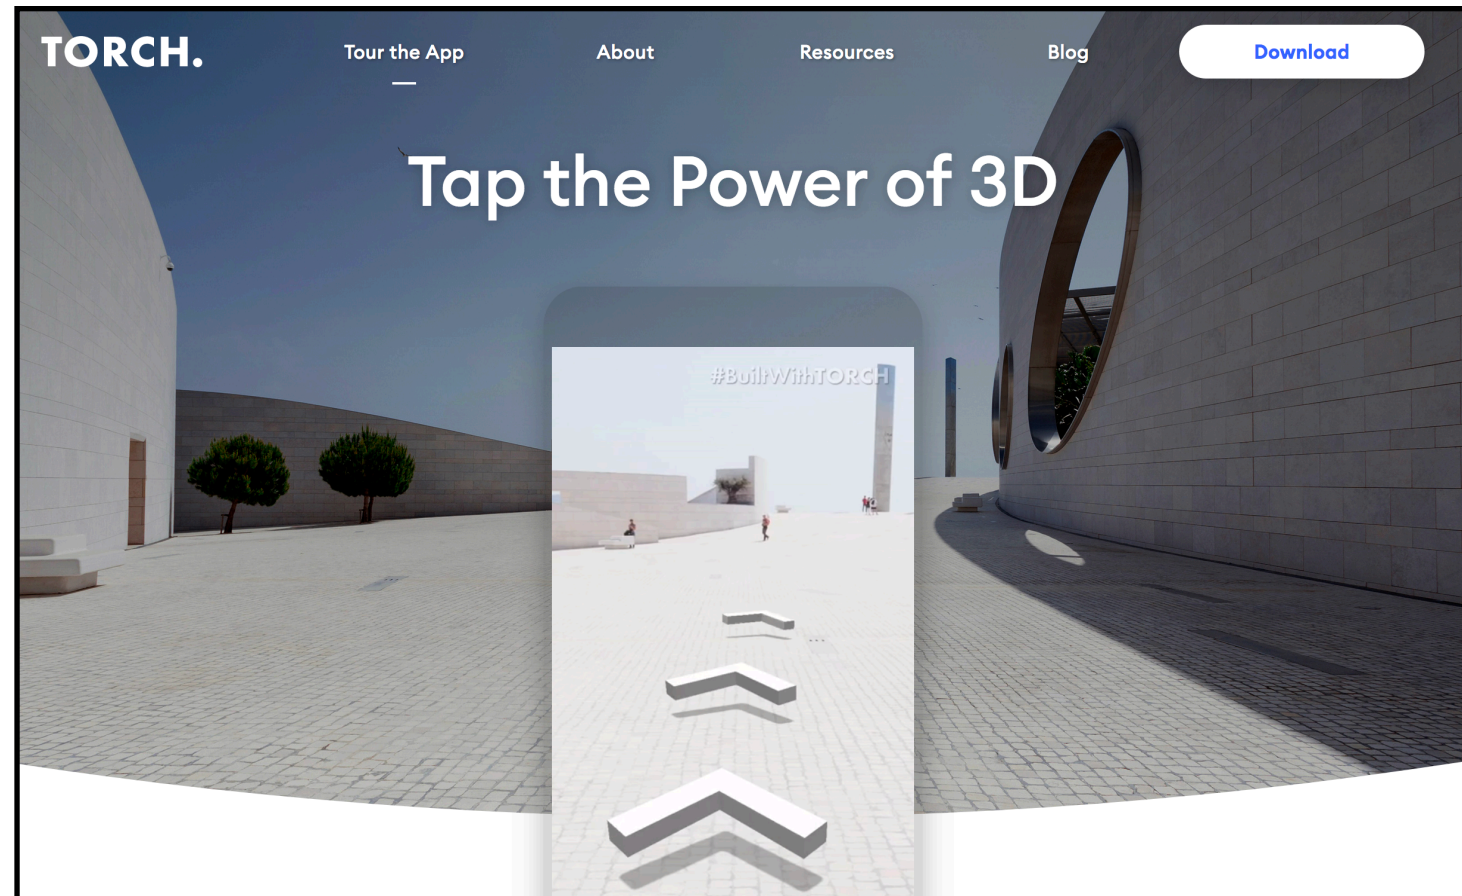 TORCH.
Tour the App
About
Resources
Blog
Download
Tap the Power of 3D
#BuiltWithTORCH